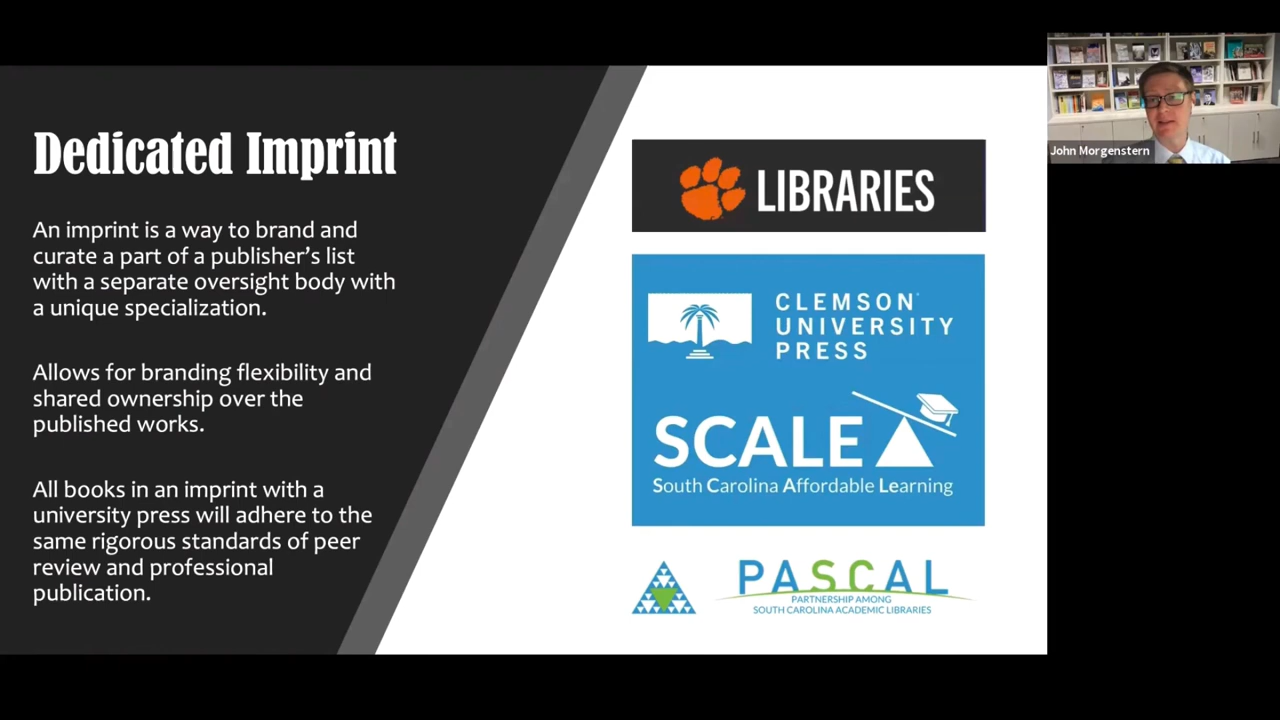 Dedicated Imprint
An imprint is a way to brand and
curate a part of a publisher's list
with a separate oversight body with
a unique specialization.
Allows for branding flexibility and
shared ownership over the
published works.
All books in an imprint with a
university press will adhere to the
same rigorous standards of peer
review and professional
publication.
LIBRARIES
CLEMSON
UNIVERSITY
PRESS
SCALE
South Carolina Affordable Learning
PASCAL
PARTNERSHIP AMONG
SOUTH CAROLINA ACADEMIC LIBRARIES
John Morgenstern